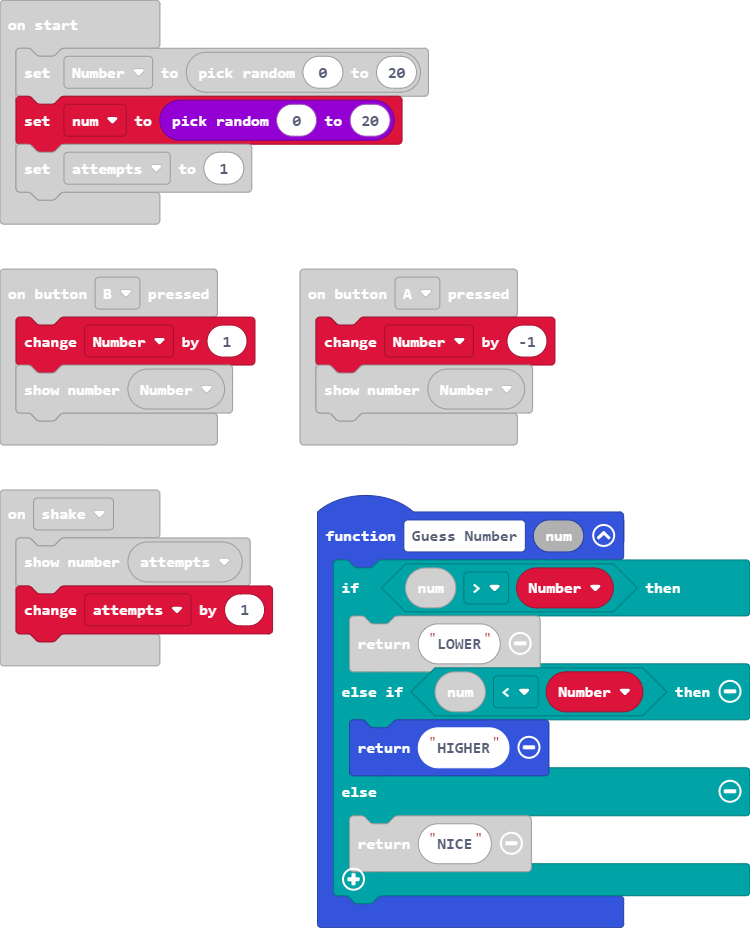 on start
set Number to pick random 0 to 20
set num to pick random 0 to 20
set attempts to 1
on button B pressed
change Number by 1
show number Number
on button A pressed
change Number by -1
show number Number
on shake
show number attempts
change attempts by 1
function Guess Number num
if num > Number then
return "LOWER"
else if num < Number then
return "HIGHER"
else
return "NICE"